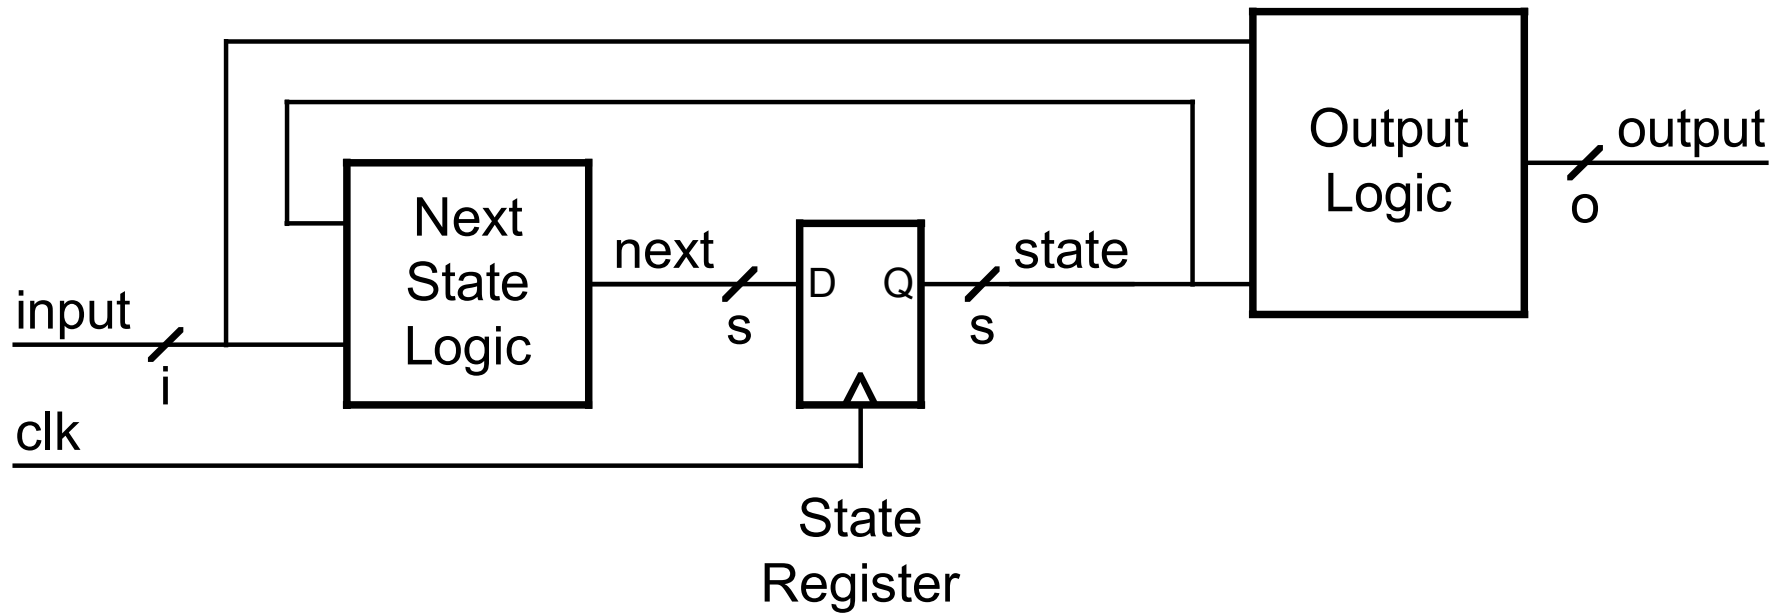 Output
Logic
output
o
Next
State
Logic
next
s
D
Q
state
s
input
i
clk
State
Register